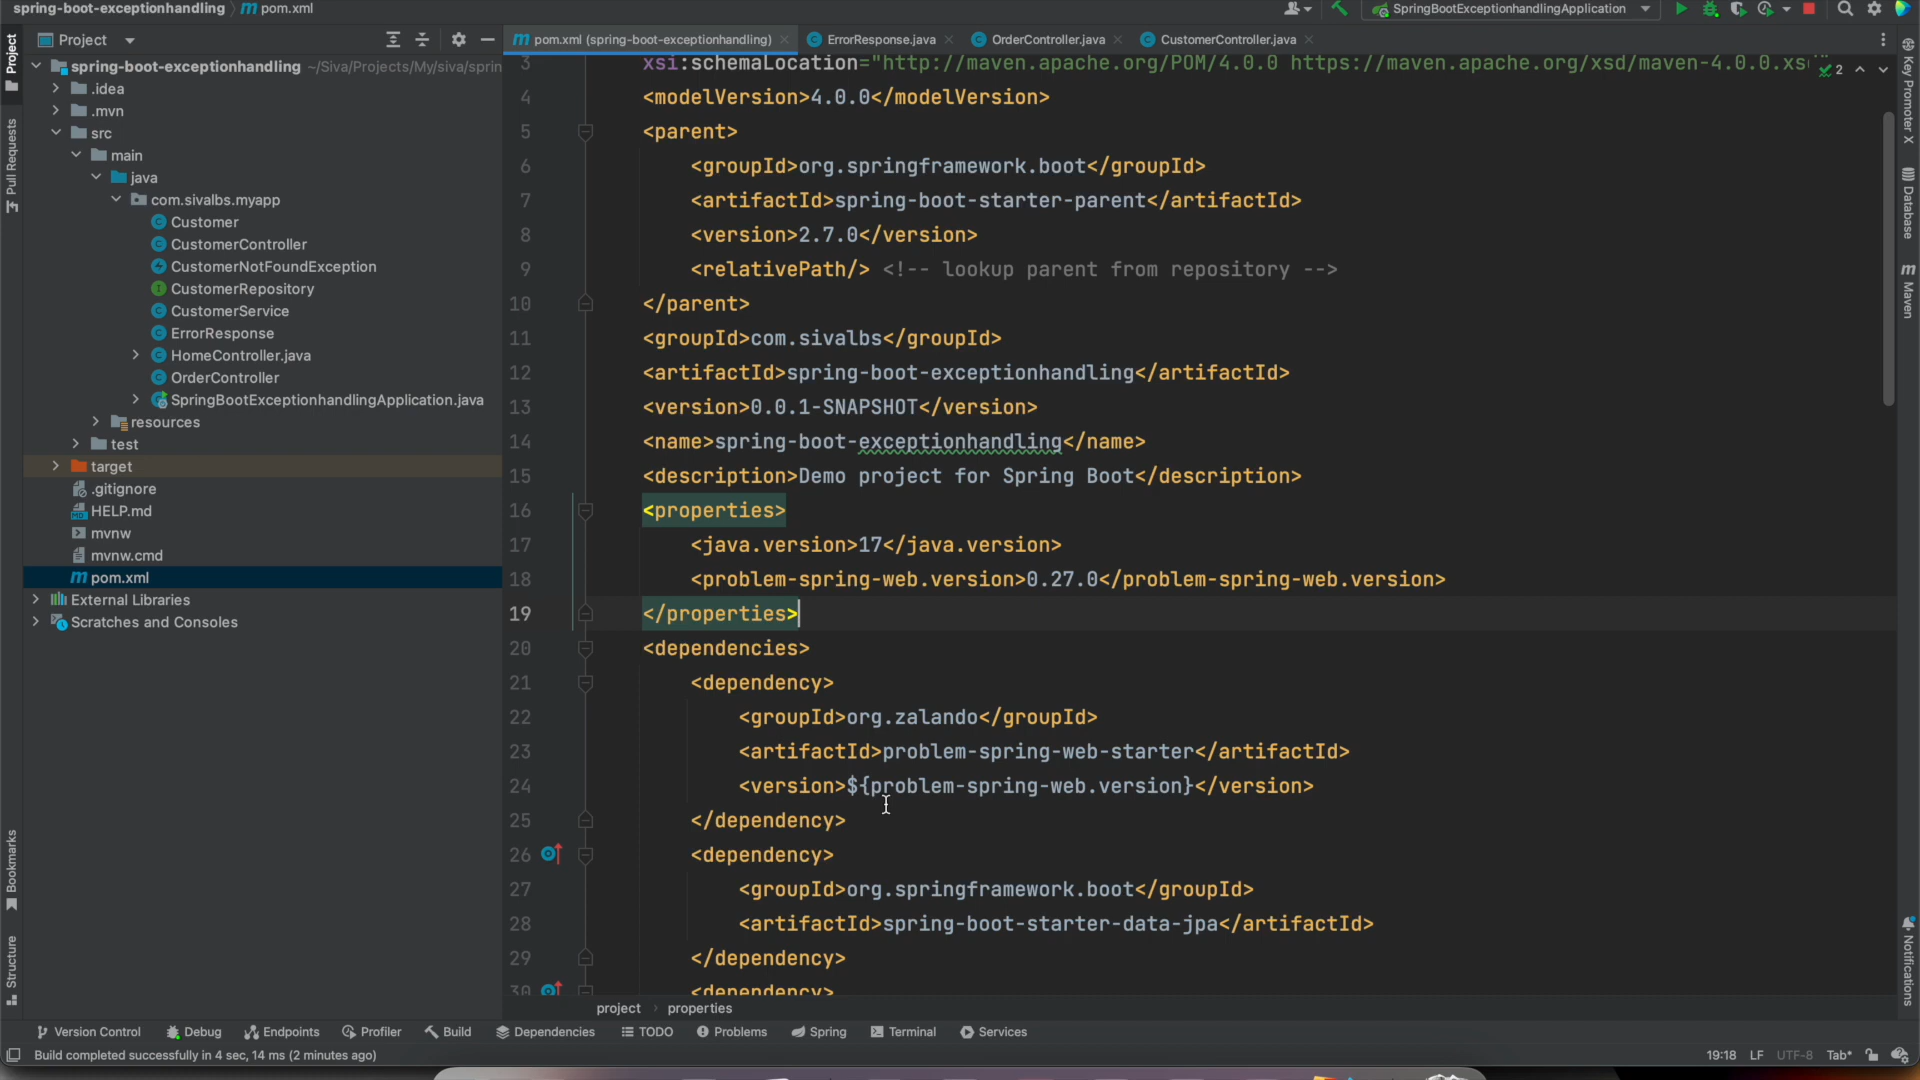 spring-boot-exceptionhandling > pom.xml
SpringBootExceptionhandlingApplication
Project
pom.xml (spring-boot-exceptionhandling)
ErrorResponse.java
OrderController.java
CustomerController.java
Project
Pull Requests
Bookmarks
Structure
spring-boot-exceptionhandling ~/Siva/Projects/My/siva/sprin
.idea
.mvn
src
main
java
com.sivalbs.myapp
Customer
CustomerController
CustomerNotFoundException
CustomerRepository
CustomerService
ErrorResponse
HomeController.java
OrderController
SpringBootExceptionhandlingApplication.java
resources
test
target
.gitignore
HELP.md
mvnw
mvnw.cmd
pom.xml
External Libraries
Scratches and Consoles
3 xsi:schemaLocation="http://maven.apache.org/POM/4.0.0 https://maven.apache.org/xsd/maven-4.0.0.xs
2
4 <modelVersion>4.0.0</modelVersion>
5 <parent>
6 <groupId>org.springframework.boot</groupId>
7 <artifactId>spring-boot-starter-parent</artifactId>
8 <version>2.7.0</version>
9 <relativePath/> <!-- lookup parent from repository -->
10 </parent>
11 <groupId>com.sivalbs</groupId>
12 <artifactId>spring-boot-exceptionhandling</artifactId>
13 <version>0.0.1-SNAPSHOT</version>
14 <name>spring-boot-exceptionhandling</name>
15 <description>Demo project for Spring Boot</description>
16 <properties>
17 <java.version>17</java.version>
18 <problem-spring-web.version>0.27.0</problem-spring-web.version>
19 </properties>
20 <dependencies>
21 <dependency>
22 <groupId>org.zalando</groupId>
23 <artifactId>problem-spring-web-starter</artifactId>
24 <version>${problem-spring-web.version}</version>
25 </dependency>
26 <dependency>
27 <groupId>org.springframework.boot</groupId>
28 <artifactId>spring-boot-starter-data-jpa</artifactId>
29 </dependency>
30 <dependency>
project > properties
Key Promoter X
Database
Maven
Notifications
Version Control
Debug
Endpoints
Profiler
Build
Dependencies
TODO
Problems
Spring
Terminal
Services
Build completed successfully in 4 sec, 14 ms (2 minutes ago)
19:18 LF UTF-8 Tab*